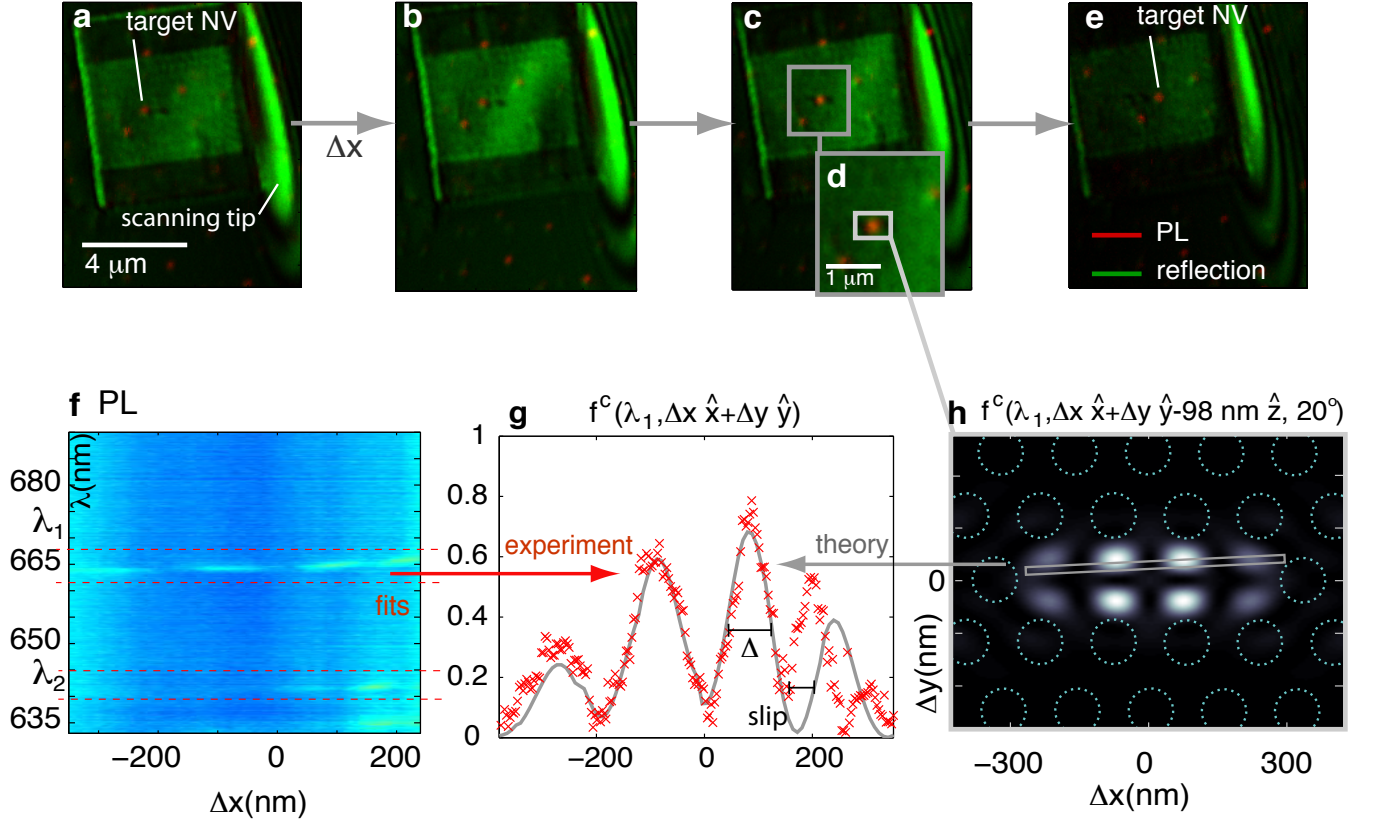 a
target NV
scanning tip
4 μm
Δx
b
c
d
1 μm
e
target NV
PL
reflection
f PL
λ(nm)
680
λ1
665
650
λ2
635
fits
−200 0 200
Δx(nm)
g f^c(λ1,Δx x̂+Δy ŷ)
1
0.8
0.6
0.4
0.2
0
experiment
theory
Δ
slip
−200 0 200
h f^c(λ1,Δx x̂+Δy ŷ-98 nm ẑ, 20°)
0
Δy(nm)
−300 0 300
Δx(nm)